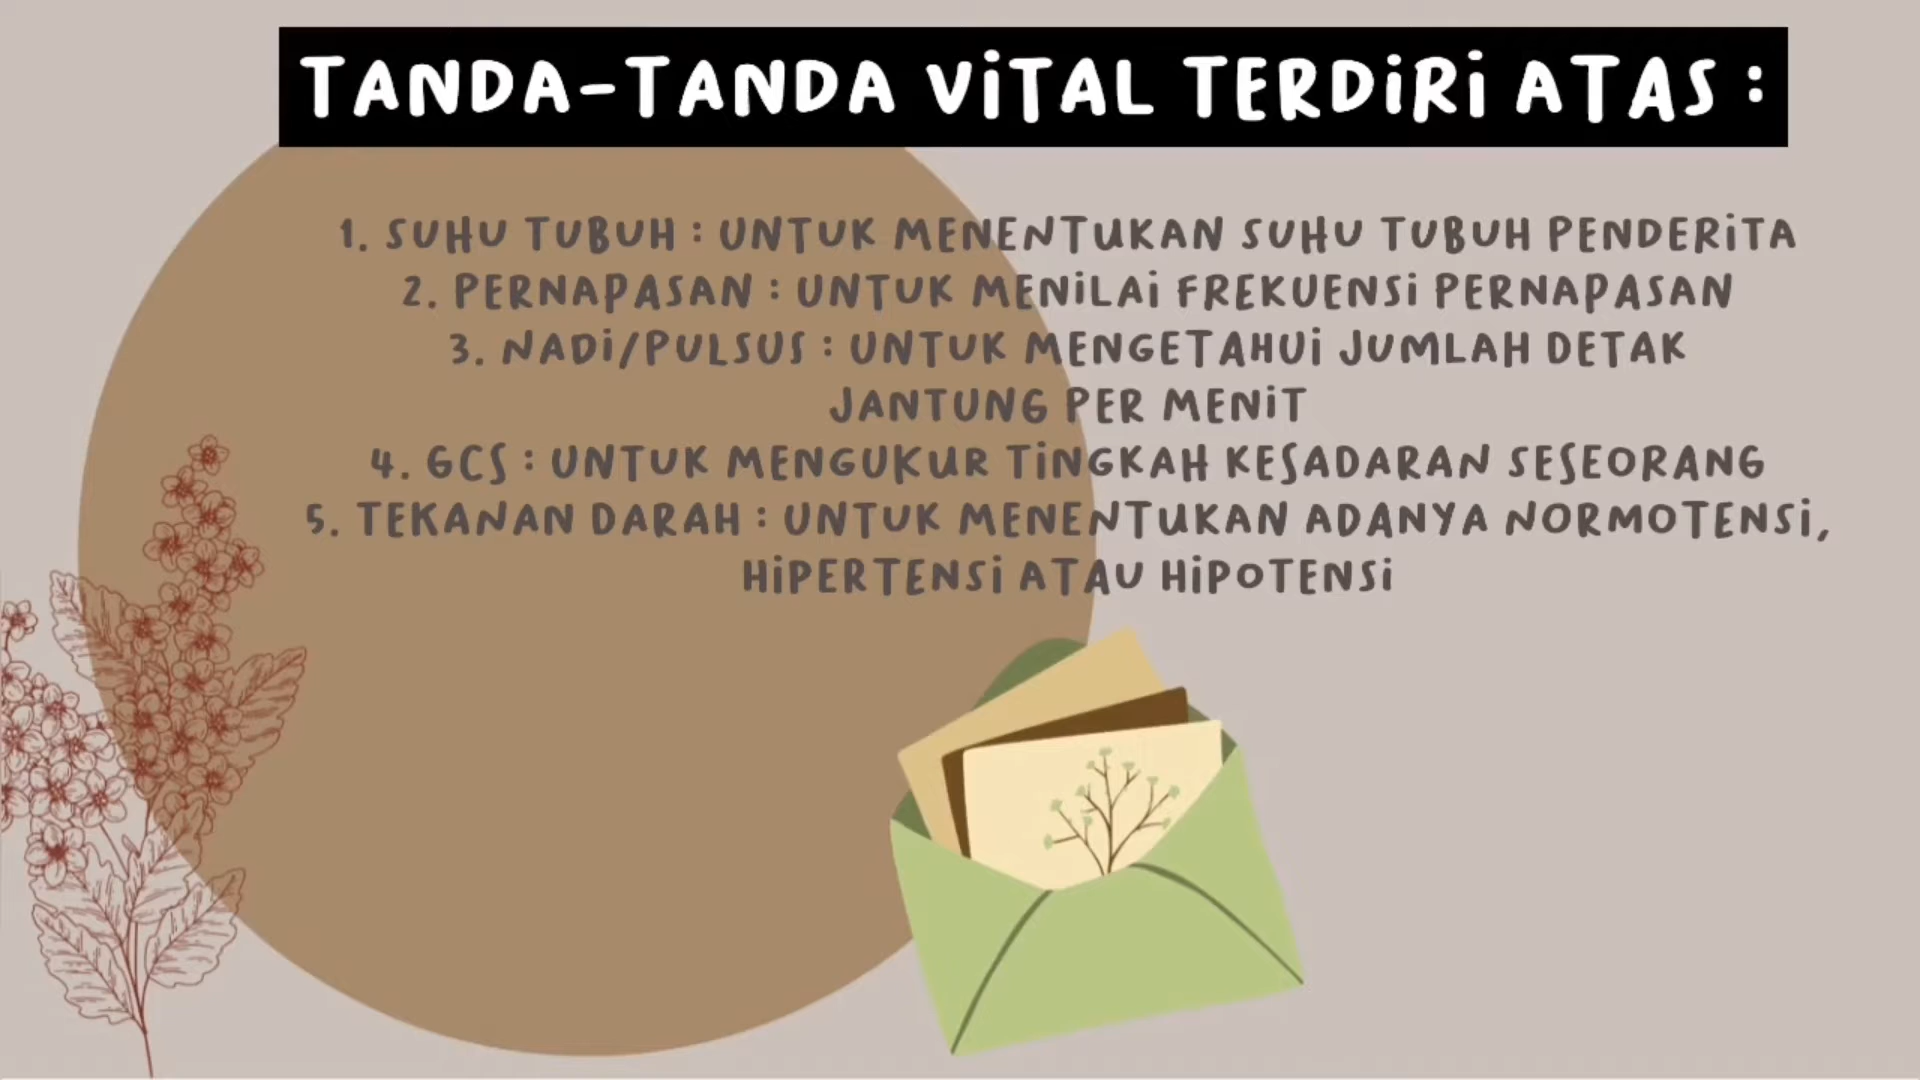 TANDA-TANDA VITAL TERDIRI ATAS :
1. SUHU TUBUH : UNTUK MENENTUKAN SUHU TUBUH PENDERITA
2. PERNAPASAN : UNTUK MENILAI FREKUENSI PERNAPASAN
3. NADI/PULSUS : UNTUK MENGETAHUI JUMLAH DETAK
JANTUNG PER MENIT
4. GCS : UNTUK MENGUKUR TINGKAH KESADARAN SESEORANG
5. TEKANAN DARAH : UNTUK MENENTUKAN ADANYA NORMOTENSI,
HIPERTENSI ATAU HIPOTENSI